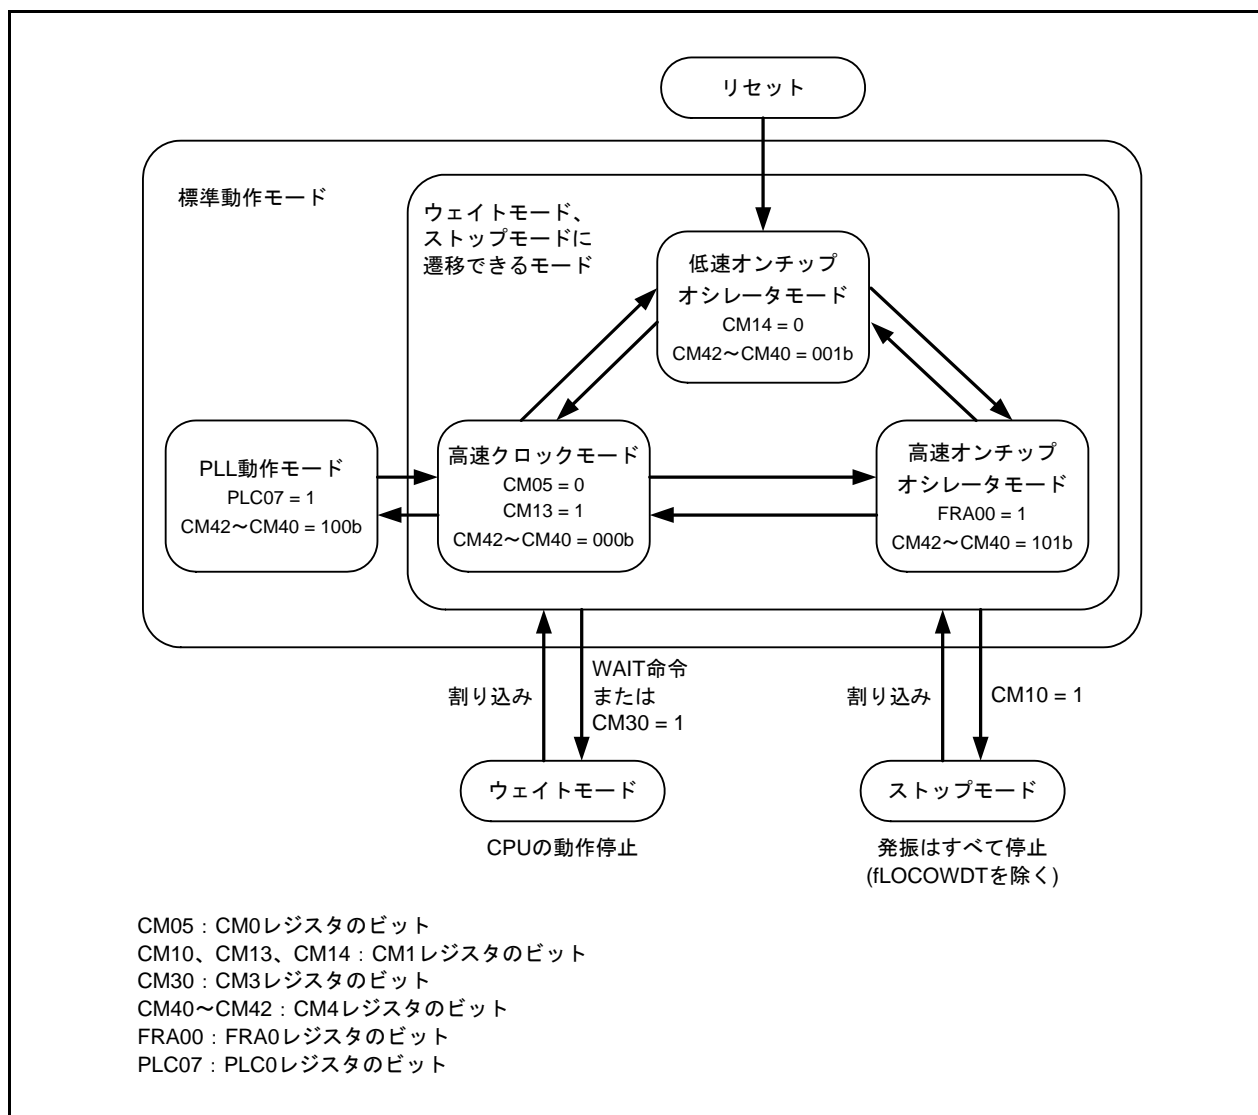 リセット
標準動作モード
ウェイトモード、
ストップモードに
遷移できるモード
低速オンチップ
オシレータモード
CM14 = 0
CM42～CM40 = 001b
PLL動作モード
PLC07 = 1
CM42～CM40 = 100b
高速クロックモード
CM05 = 0
CM13 = 1
CM42～CM40 = 000b
高速オンチップ
オシレータモード
FRA00 = 1
CM42～CM40 = 101b
割り込み
WAIT命令
または
CM30 = 1
割り込み
CM10 = 1
ウェイトモード
CPUの動作停止
ストップモード
発振はすべて停止
(fLOCOWDTを除く)
CM05：CM0レジスタのビット
CM10、CM13、CM14：CM1レジスタのビット
CM30：CM3レジスタのビット
CM40～CM42：CM4レジスタのビット
FRA00：FRA0レジスタのビット
PLC07：PLC0レジスタのビット